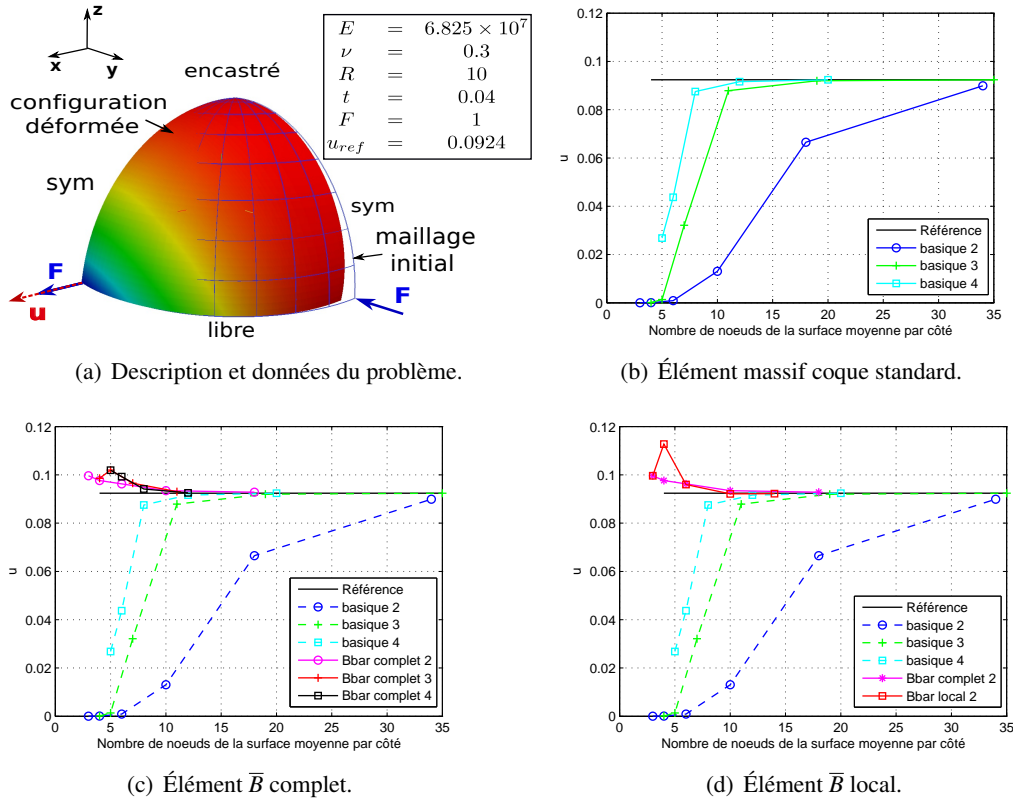 z
x
y
encastré
configuration
déformée
sym
sym
maillage
initial
F
u
F
libre
E = 6.825 × 10^7
ν = 0.3
R = 10
t = 0.04
F = 1
u_ref = 0.0924
(a) Description et données du problème.
0.12
0.1
0.08
0.06
0.04
0.02
0
u
0 5 10 15 20 25 30 35
Nombre de noeuds de la surface moyenne par côté
Référence
basique 2
basique 3
basique 4
(b) Élément massif coque standard.
0.12
0.1
0.08
0.06
0.04
0.02
0
u
0 5 10 15 20 25 30 35
Nombre de noeuds de la surface moyenne par côté
Référence
basique 2
basique 3
basique 4
Bbar complet 2
Bbar complet 3
Bbar complet 4
(c) Élément B̅ complet.
0.12
0.1
0.08
0.06
0.04
0.02
0
u
0 5 10 15 20 25 30 35
Nombre de noeuds de la surface moyenne par côté
Référence
basique 2
basique 3
basique 4
Bbar complet 2
Bbar local 2
(d) Élément B̅ local.